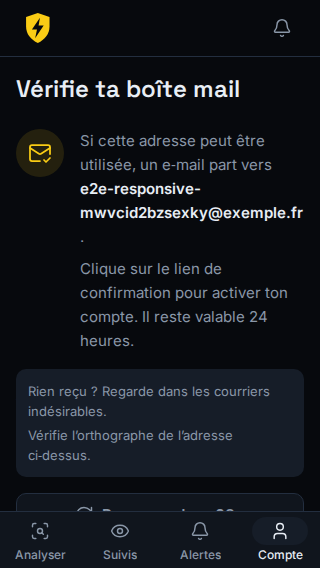 Vérifie ta boîte mail
Si cette adresse peut être
utilisée, un e-mail part vers
e2e-responsive-
mwvcid2bzsexky@exemple.fr
.
Clique sur le lien de
confirmation pour activer ton
compte. Il reste valable 24
heures.
Rien reçu ? Regarde dans les courriers
indésirables.
Vérifie l’orthographe de l’adresse
ci-dessus.
Analyser
Suivis
Alertes
Compte